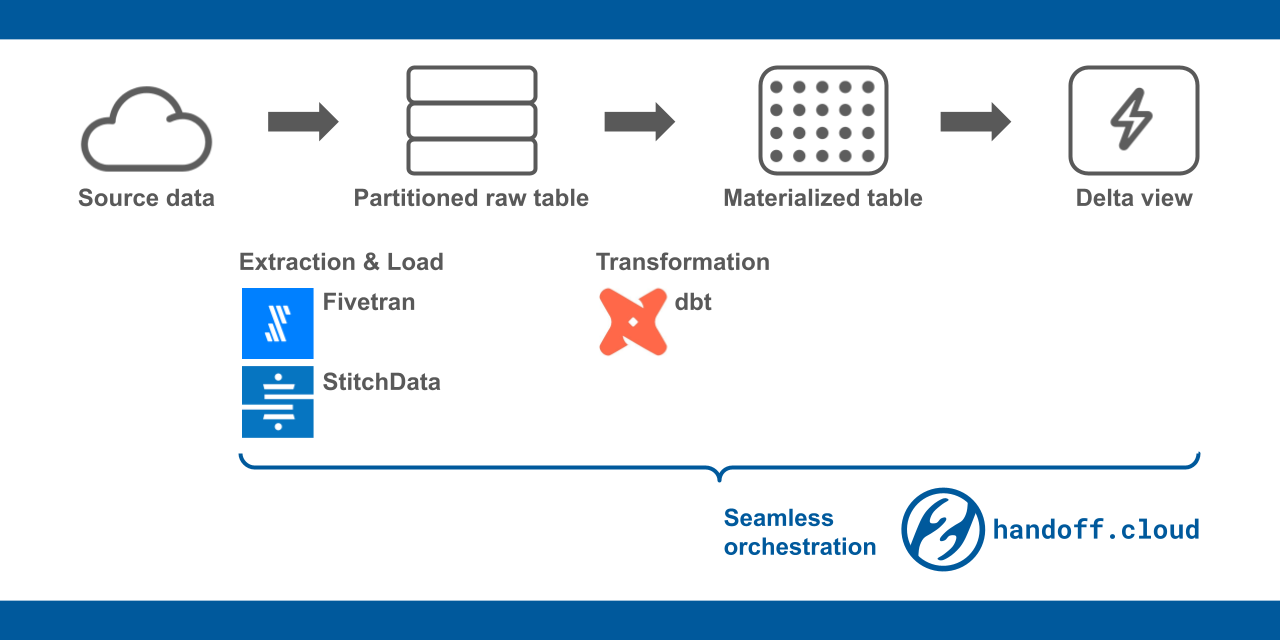 Source data
Partitioned raw table
Materialized table
Delta view
Extraction & Load
Fivetran
StitchData
Transformation
dbt
Seamless
orchestration
handoff.cloud